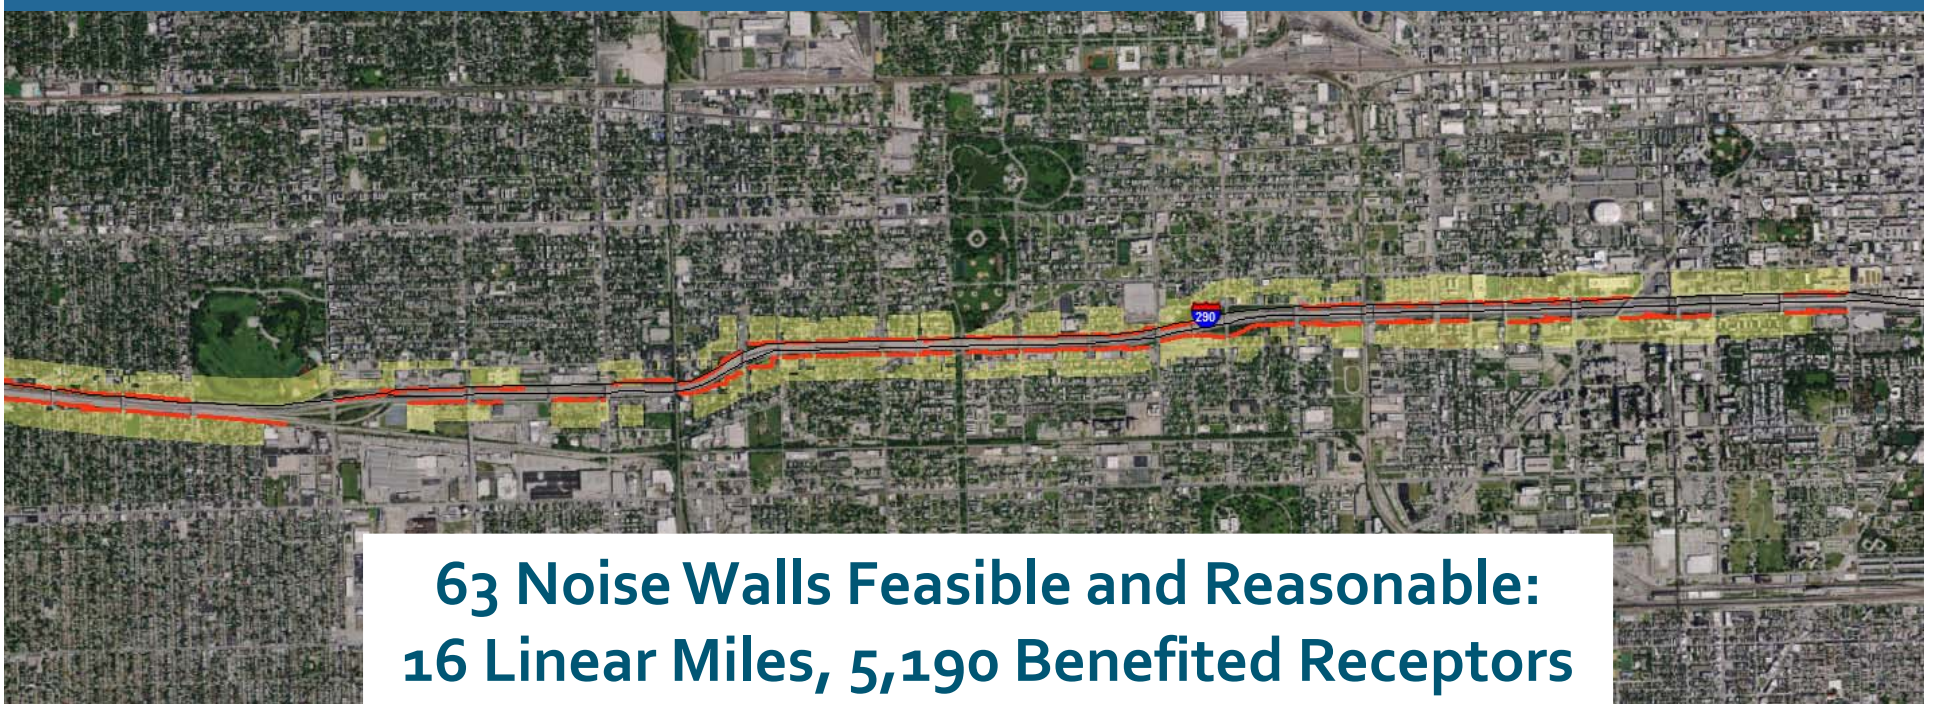 290
63 Noise Walls Feasible and Reasonable:
16 Linear Miles, 5,190 Benefited Receptors